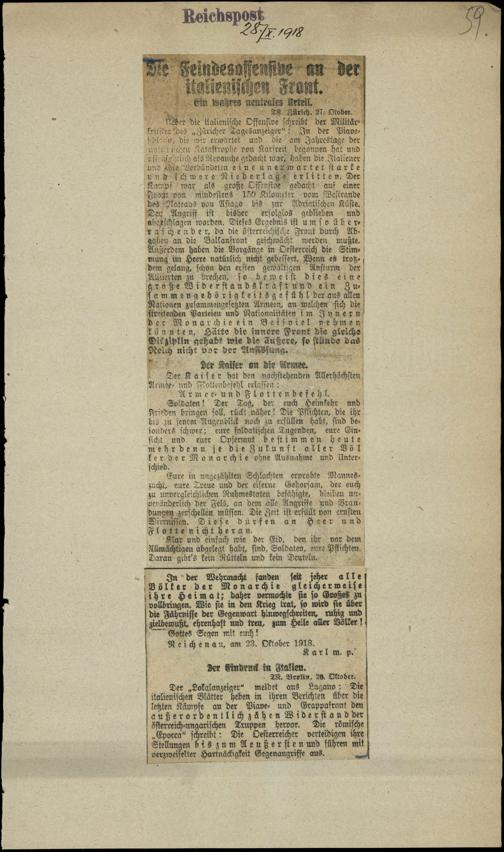 Reichspost
28./X. 1918
59.
Die Feindesoffensive an der
italienischen Front.
Ein wahres neutrales Urteil.
TK. Zürich, 27. Oktober.
Ueber die italienische Offensive schreibt der Militär-
kritiker des „Züricher Tagesanzeiger“: In der Piave-
schlacht, die wir erwartet und die am Jahrestage der
Katastrophe von Karfreit begonnen hat und
als Revanche gedacht war, haben die Italiener
und ihre Verbündeten eine unerwartet starke
und schwere Niederlage erlitten. Der
Kampf war als große Offensive gedacht auf einer
Front von mindestens 150 Kilometer vom Westrande
des Plateaus von Asiago bis zur Adriatischen Küste.
Der Angriff ist bisher erfolglos geblieben und
abgeschlagen worden. Dieses Ergebnis ist umso über-
raschender, da die österreichische Front durch Ab-
gaben an die Balkanfront geschwächt werden mußte.
Außerdem haben die Vorgänge in Oesterreich die Stim-
mung im Heere natürlich nicht gebessert. Wenn es trotz-
dem gelang, schon den ersten gewaltigen Ansturm der
Alliierten zu brechen, so beweist dies eine
große Widerstandskraft und ein Zu-
sammengehörigkeitsgefühl der aus allen
Nationen zusammengesetzten Armeen, an welchen sich die
streitenden Parteien und Nationalitäten im Innern
der Monarchie ein Beispiel nehmen
könnten. Hätte die innere Front die gleiche
Disziplin gehabt wie die äußere, so stünde das
Reich nicht vor der Auflösung.
Der Kaiser an die Armee.
Der Kaiser hat den nachstehenden Allerhöchsten
Armee- und Flottenbefehl erlassen:
Armee- und Flottenbefehl.
Soldaten! Der Tag, der euch Heimkehr und
Frieden bringen soll, rückt näher! Die Pflichten, die ihr
bis zu jenem Augenblick noch zu erfüllen habt, sind be-
sonders schwer; eure soldatischen Tugenden, eure Ein-
sicht und euer Opfermut bestimmen heute
mehr denn je die Zukunft aller Völ-
ker der Monarchie ohne Ausnahme und Unter-
schied.
Eure in ungezählten Schlachten erprobte Mannes-
zucht, eure Treue und der eiserne Gehorsam, der euch
zu unvergleichlichen Ruhmestaten befähigte, bleiben un-
veränderlich der Fels, an dem alle Angriffe und Bran-
dungen zerschellen müssen. Die Zeit ist erfüllt von ernsten
Wirrnissen. Diese dürfen an Heer und
Flotte nicht heran.
Klar und einfach wie der Eid, den ihr vor dem
Allmächtigen abgelegt habt, sind, Soldaten, eure Pflichten.
Daran gibt's kein Rütteln und kein Deuteln.
In der Wehrmacht fanden seit jeher alle
Völker der Monarchie gleicherweise
ihre Heimat; daher vermochte sie so Großes zu
vollbringen. Wie sie in den Krieg trat, so wird sie über
die Fährnisse der Gegenwart hinwegschreiten, ruhig und
zielbewußt, ehrenhaft und treu, zum Heile aller Völker!
Gottes Segen mit euch!
Reichenau, am 23. Oktober 1918.
Karl m. p.
Der Eindruck in Italien.
TK. Berlin, 26. Oktober.
Der „Lokalanzeiger“ meldet aus Lugano: Die
italienischen Blätter heben in ihren Berichten über die
letzten Kämpfe an der Piave- und Grappafront den
außerordentlich zähen Widerstand der
österreich-ungarischen Truppen hervor. Die römische
„Epoca“ schreibt: Die Oesterreicher verteidigen ihre
Stellungen bis zum Aeußersten und führen mit
verzweifelter Hartnäckigkeit Gegenangriffe aus.